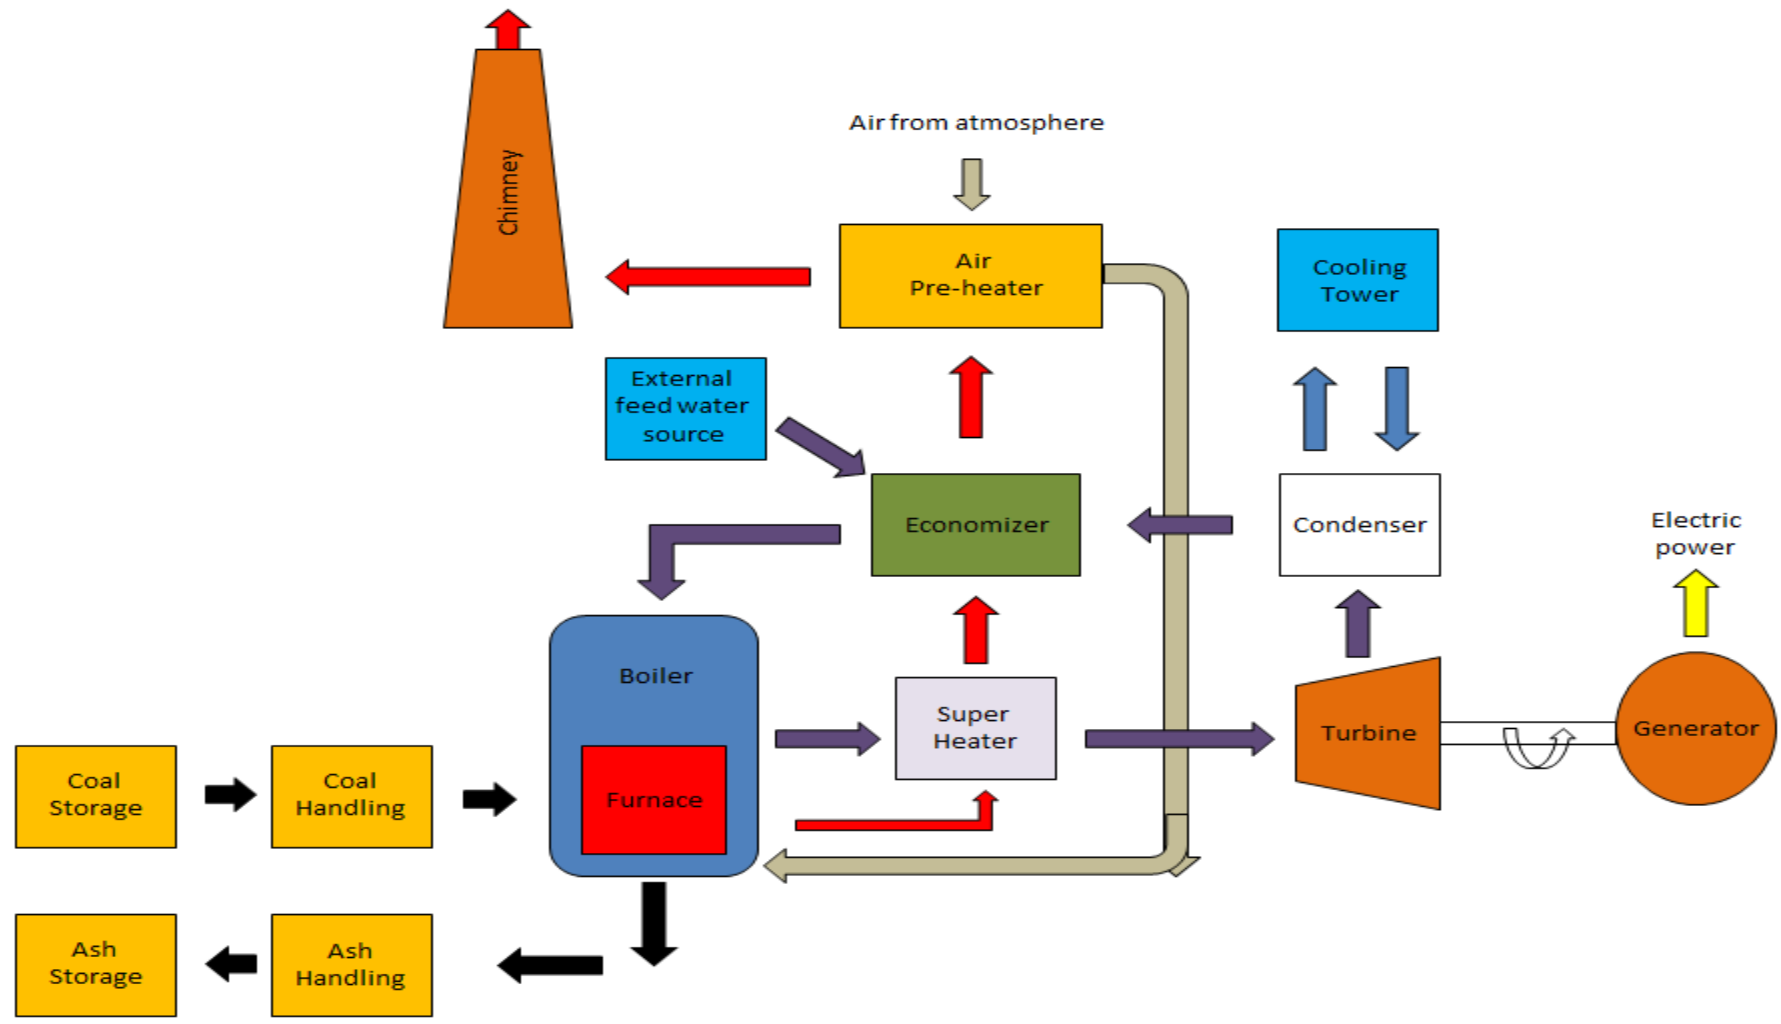 Chimney
Air from atmosphere
Air
Pre-heater
Cooling
Tower
External
feed water
source
Economizer
Condenser
Electric
power
Boiler
Super
Heater
Turbine
Generator
Coal
Storage
Coal
Handling
Furnace
Ash
Storage
Ash
Handling